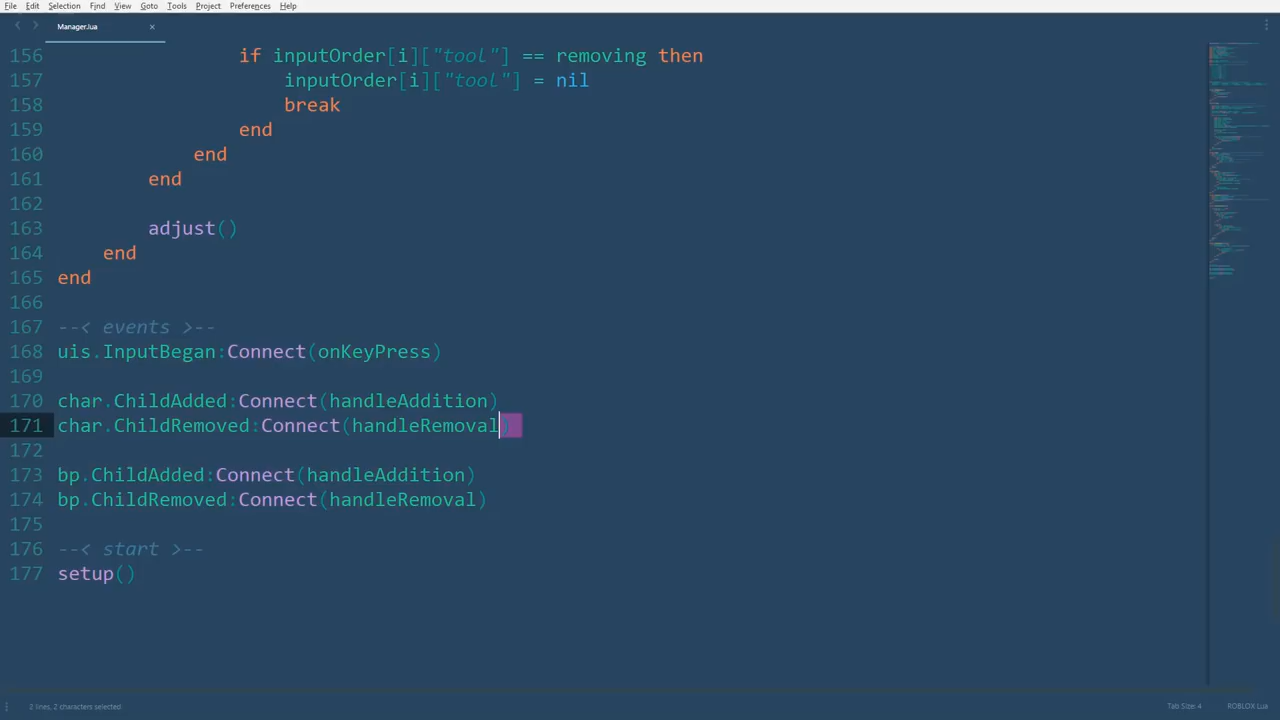 File Edit Selection Find View Goto Tools Project Preferences Help
Manager.lua ×
156 if inputOrder[i]["tool"] == removing then
157 inputOrder[i]["tool"] = nil
158 break
159 end
160 end
161 end
162
163 adjust()
164 end
165 end
166
167 --< events >--
168 uis.InputBegan:Connect(onKeyPress)
169
170 char.ChildAdded:Connect(handleAddition)
171 char.ChildRemoved:Connect(handleRemoval)
172
173 bp.ChildAdded:Connect(handleAddition)
174 bp.ChildRemoved:Connect(handleRemoval)
175
176 --< start >--
177 setup()
2 lines, 2 characters selected Tab Size: 4 ROBLOX Lua